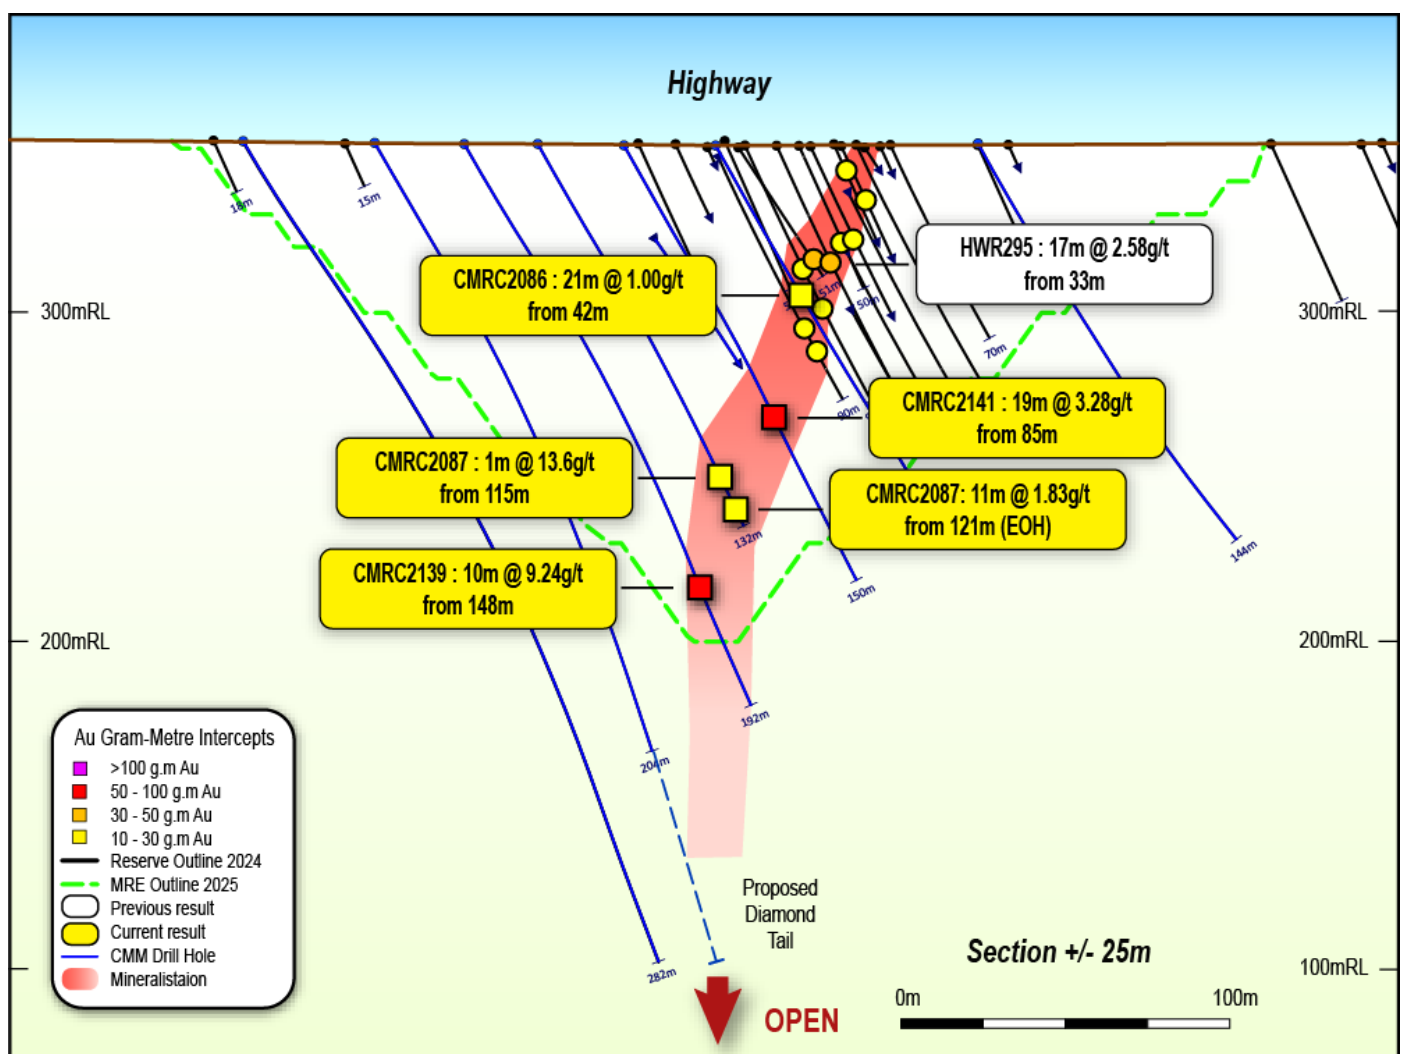 Highway
18m
15m
HWR295 : 17m @ 2.58g/t
from 33m
CMRC2086 : 21m @ 1.00g/t
from 42m
51m
50m
300mRL
300mRL
70m
90m
CMRC2141 : 19m @ 3.28g/t
from 85m
CMRC2087 : 1m @ 13.6g/t
from 115m
CMRC2087: 11m @ 1.83g/t
from 121m (EOH)
132m
144m
CMRC2139 : 10m @ 9.24g/t
from 148m
150m
200mRL
200mRL
192m
204m
Au Gram-Metre Intercepts
>100 g.m Au
50 - 100 g.m Au
30 - 50 g.m Au
10 - 30 g.m Au
Reserve Outline 2024
MRE Outline 2025
Previous result
Current result
CMM Drill Hole
Mineralistaion
Proposed
Diamond
Tail
282m
Section +/- 25m
100mRL
0m
100m
OPEN